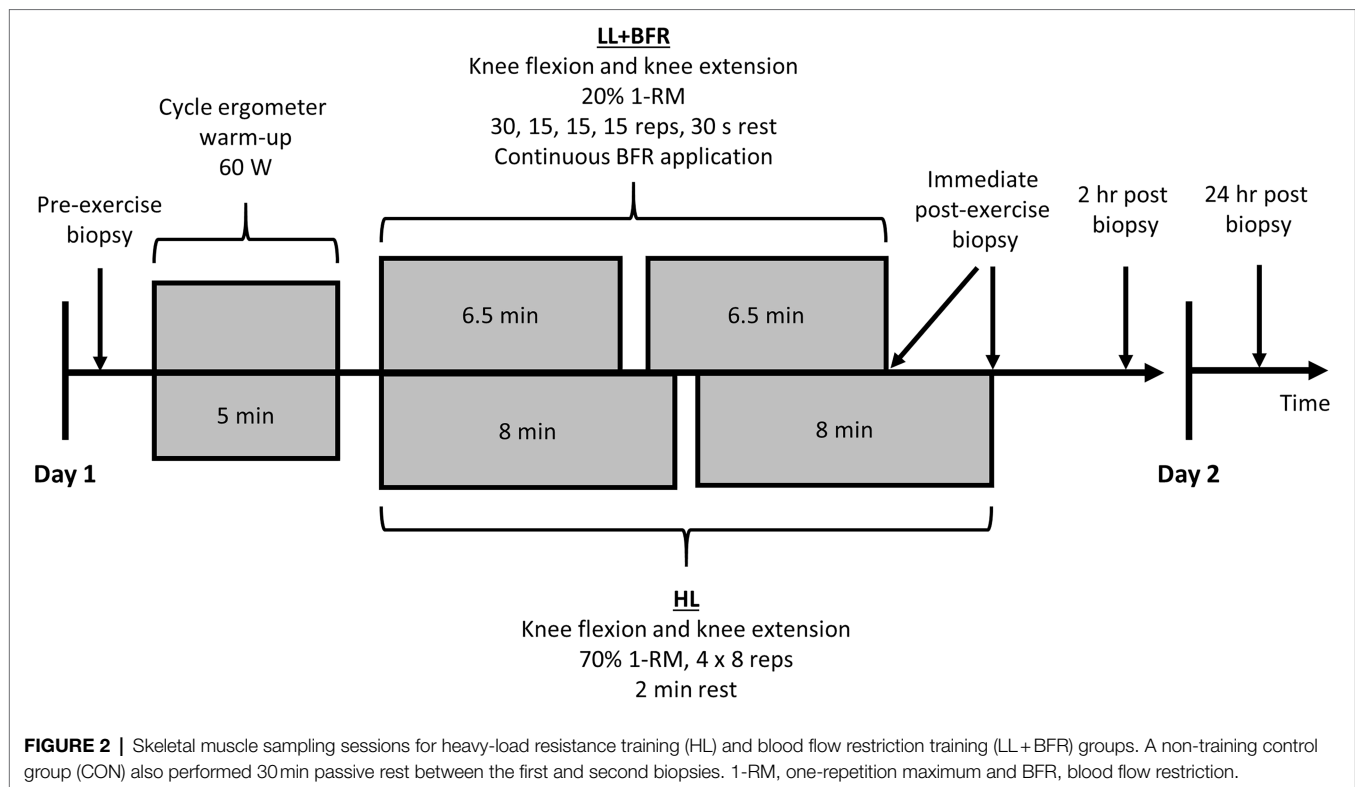 LL+BFR
Knee flexion and knee extension
20% 1-RM
30, 15, 15, 15 reps, 30 s rest
Continuous BFR application
Cycle ergometer
warm-up
60 W
Pre-exercise
biopsy
Immediate
post-exercise
biopsy
2 hr post
biopsy
24 hr post
biopsy
6.5 min
6.5 min
5 min
8 min
8 min
Time
Day 1
Day 2
HL
Knee flexion and knee extension
70% 1-RM, 4 x 8 reps
2 min rest
FIGURE 2 | Skeletal muscle sampling sessions for heavy-load resistance training (HL) and blood flow restriction training (LL+BFR) groups. A non-training control
group (CON) also performed 30 min passive rest between the first and second biopsies. 1-RM, one-repetition maximum and BFR, blood flow restriction.